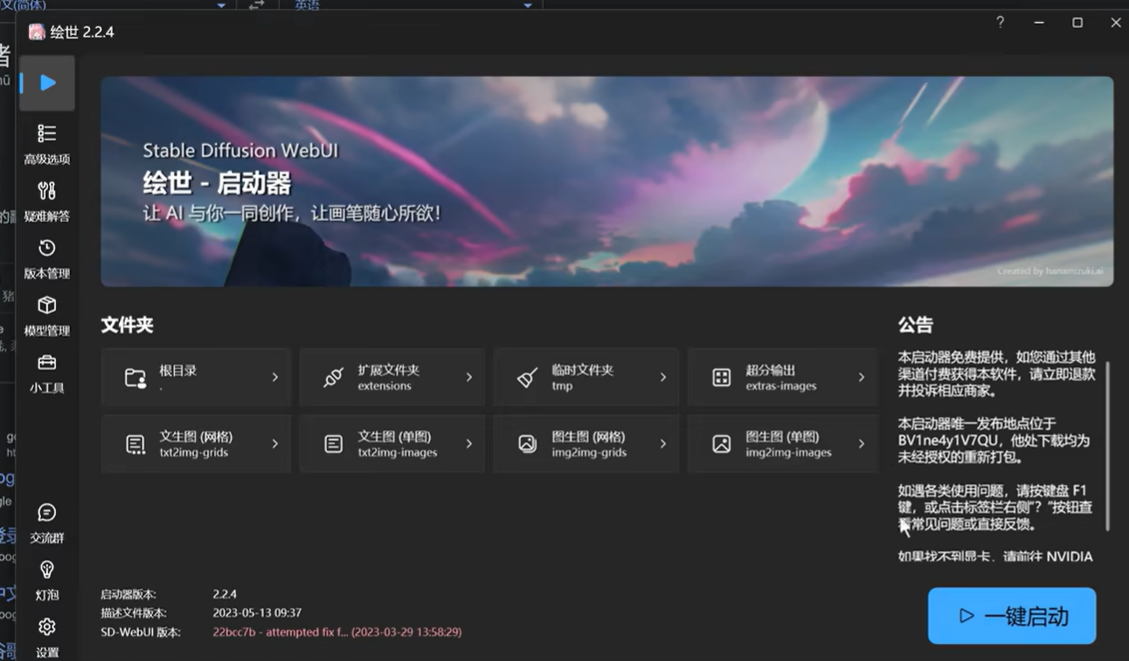 文(简体)
英语
绘世 2.2.4
?
高级选项
疑难解答
版本管理
模型管理
小工具
交流群
灯泡
设置
Stable Diffusion WebUI
绘世 - 启动器
让 AI 与你一同创作，让画笔随心所欲！
文件夹
根目录
.
扩展文件夹
extensions
临时文件夹
tmp
超分输出
extras-images
文生图 (网格)
txt2img-grids
文生图 (单图)
txt2img-images
图生图 (网格)
img2img-grids
图生图 (单图)
img2img-images
公告
本启动器免费提供，如您通过其他
渠道付费获得本软件，请立即退款
并投诉相应商家。
本启动器唯一发布地点位于
BV1ne4y1V7QU，他处下载均为
未经授权的重新打包。
如遇各类使用问题，请按键盘 F1
键，或点击标签栏右侧"？"按钮查
看常见问题或直接反馈。
如果找不到显卡，请前往 NVIDIA
启动器版本: 2.2.4
描述文件版本: 2023-05-13 09:37
SD-WebUI 版本: 22bcc7b - attempted fix f... (2023-03-29 13:58:29)
一键启动